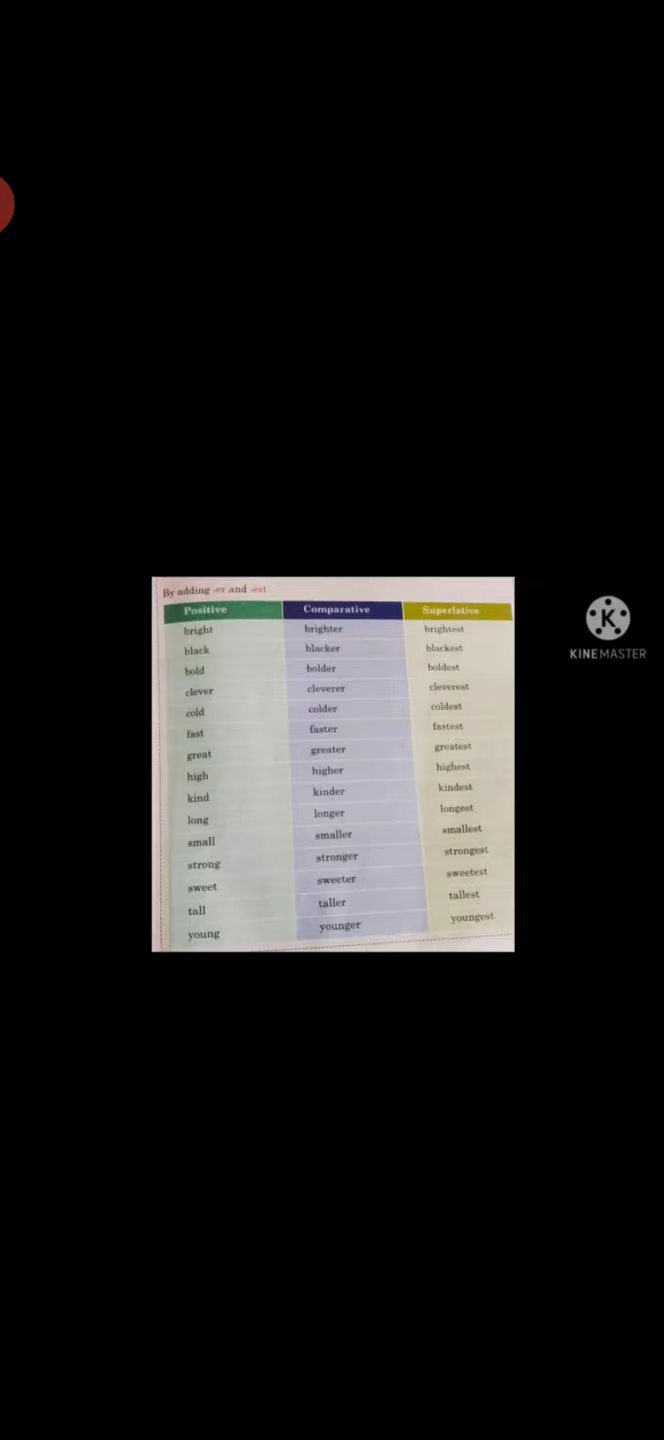 By adding -er and -est
Positive Comparative Superlative
bright brighter brightest
black blacker blackest
bold bolder boldest
clever cleverer cleverest
cold colder coldest
fast faster fastest
great greater greatest
high higher highest
kind kinder kindest
long longer longest
small smaller smallest
strong stronger strongest
sweet sweeter sweetest
tall taller tallest
young younger youngest
K
KINEMASTER